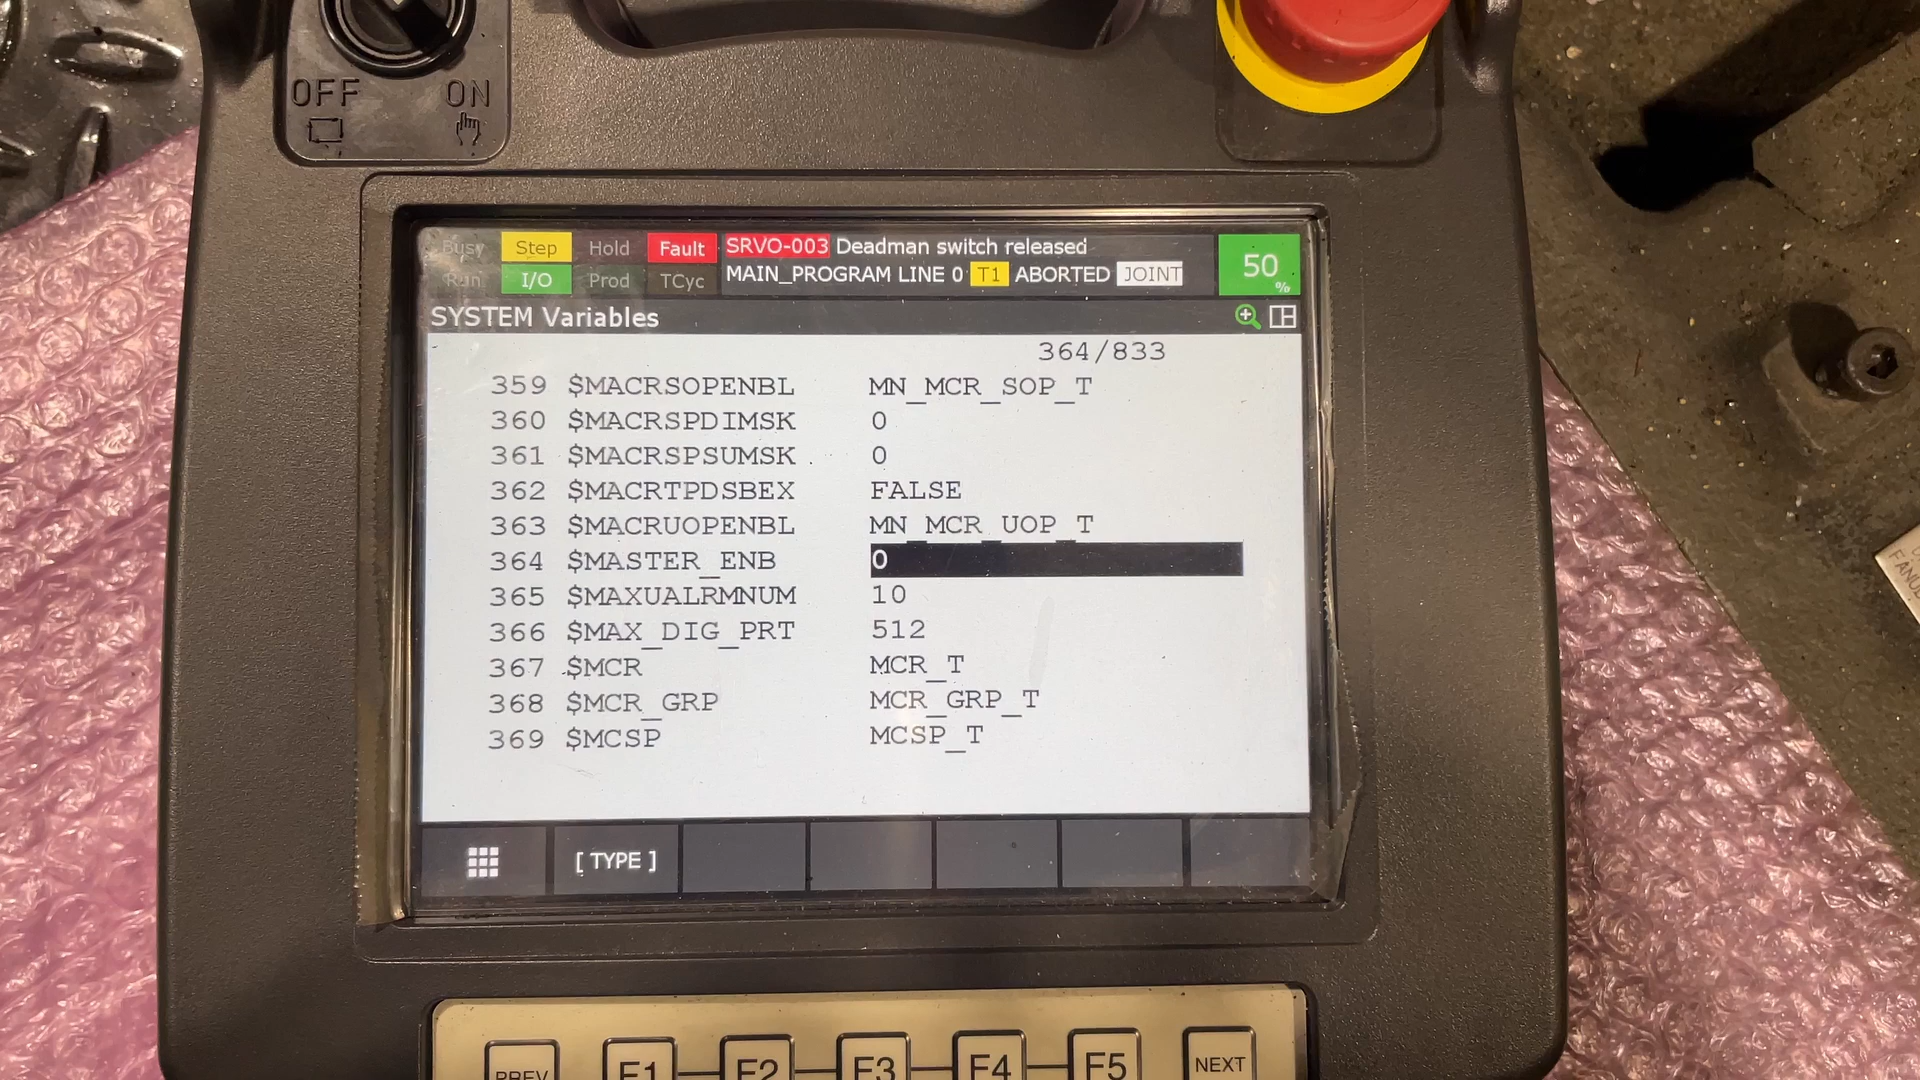 OFF ON
Busy Step Hold Fault SRVO-003 Deadman switch released
Run I/O Prod TCyc MAIN_PROGRAM LINE 0 T1 ABORTED JOINT
50 %
SYSTEM Variables
364/833
359 $MACRSOPENBL MN_MCR_SOP_T
360 $MACRSPDIMSK 0
361 $MACRSPSUMSK 0
362 $MACRTPDSBEX FALSE
363 $MACRUOPENBL MN_MCR_UOP_T
364 $MASTER_ENB 0
365 $MAXUALRMNUM 10
366 $MAX_DIG_PRT 512
367 $MCR MCR_T
368 $MCR_GRP MCR_GRP_T
369 $MCSP MCSP_T
[ TYPE ]
PREV F1 F2 F3 F4 F5 NEXT